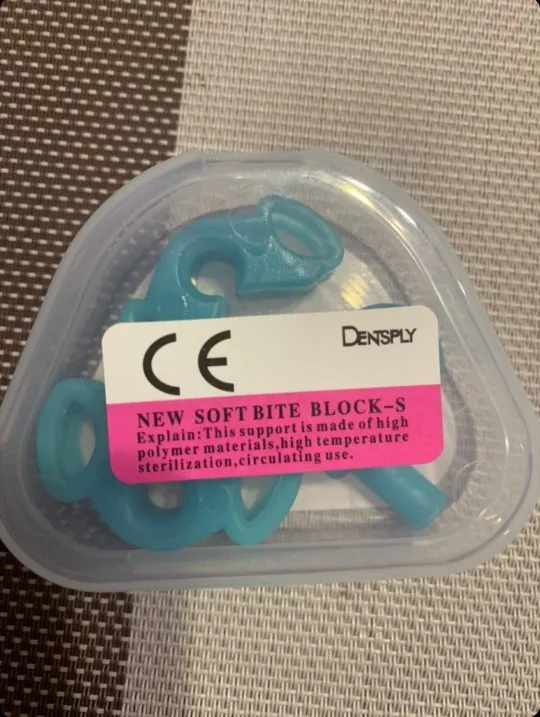 CE
DENTSPLY
NEW SOFT BITE BLOCK-S
Explain:This support is made of high
polymer materials,high temperature
sterilization,circulating use.